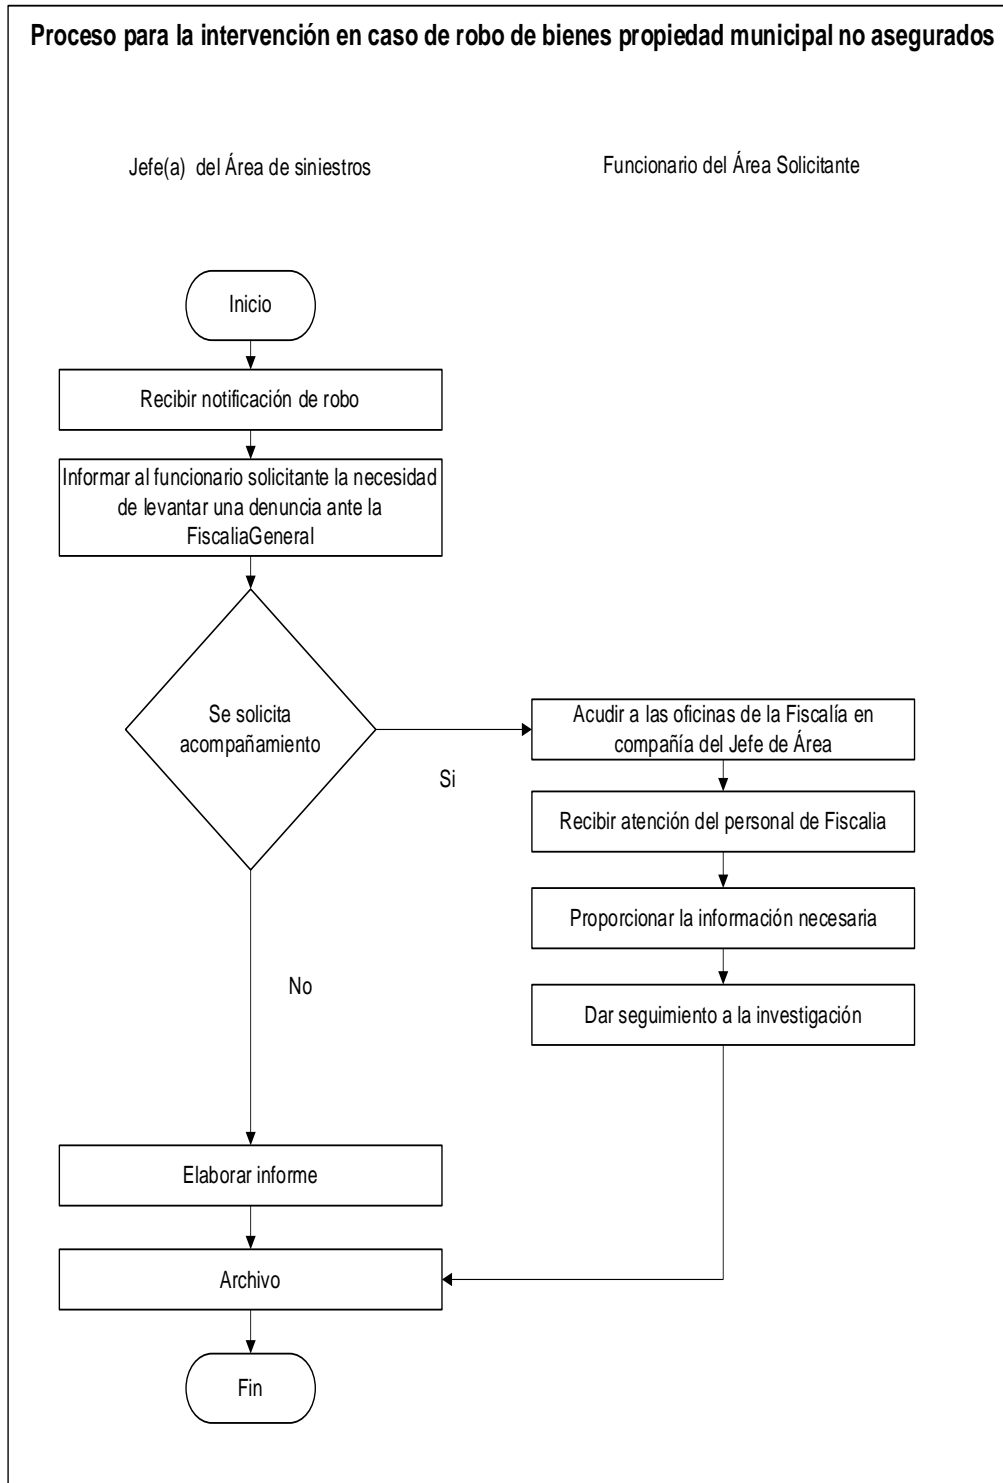 Proceso para la intervención en caso de robo de bienes propiedad municipal no asegurados
Jefe(a) del Área de siniestros
Funcionario del Área Solicitante
Inicio
Recibir notificación de robo
Informar al funcionario solicitante la necesidad
de levantar una denuncia ante la
FiscaliaGeneral
Se solicita
acompañamiento
Si
Acudir a las oficinas de la Fiscalía en
compañía del Jefe de Área
Recibir atención del personal de Fiscalia
Proporcionar la información necesaria
Dar seguimiento a la investigación
No
Elaborar informe
Archivo
Fin